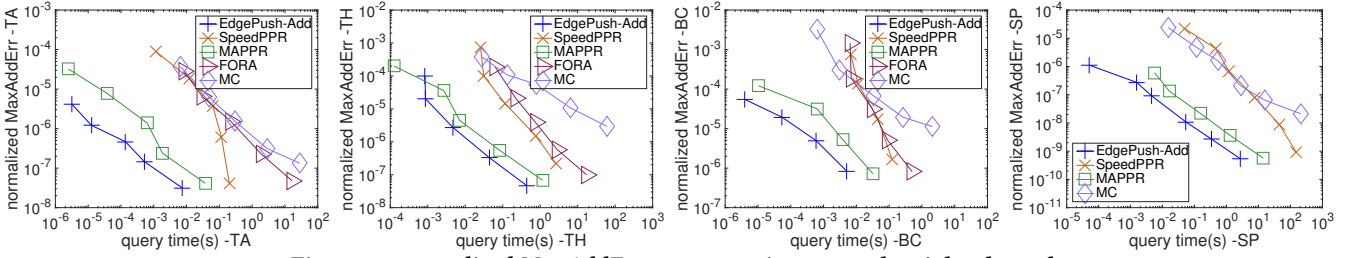 normalized MaxAddErr -TA
10^-3
10^-4
10^-5
10^-6
10^-7
10^-8
EdgePush-Add
SpeedPPR
MAPPR
FORA
MC
10^-6 10^-5 10^-4 10^-3 10^-2 10^-1 10^0 10^1 10^2
query time(s) -TA
normalized MaxAddErr -TH
10^-2
10^-3
10^-4
10^-5
10^-6
10^-7
10^-8
EdgePush-Add
SpeedPPR
MAPPR
FORA
MC
10^-4 10^-3 10^-2 10^-1 10^0 10^1 10^2
query time(s) -TH
normalized MaxAddErr -BC
10^-2
10^-3
10^-4
10^-5
10^-6
10^-7
EdgePush-Add
SpeedPPR
MAPPR
FORA
MC
10^-5 10^-4 10^-3 10^-2 10^-1 10^0 10^1 10^2
query time(s) -BC
normalized MaxAddErr -SP
10^-4
10^-5
10^-6
10^-7
10^-8
10^-9
10^-10
10^-11
EdgePush-Add
SpeedPPR
MAPPR
MC
10^-5 10^-4 10^-3 10^-2 10^-1 10^0 10^1 10^2 10^3
query time(s) -SP